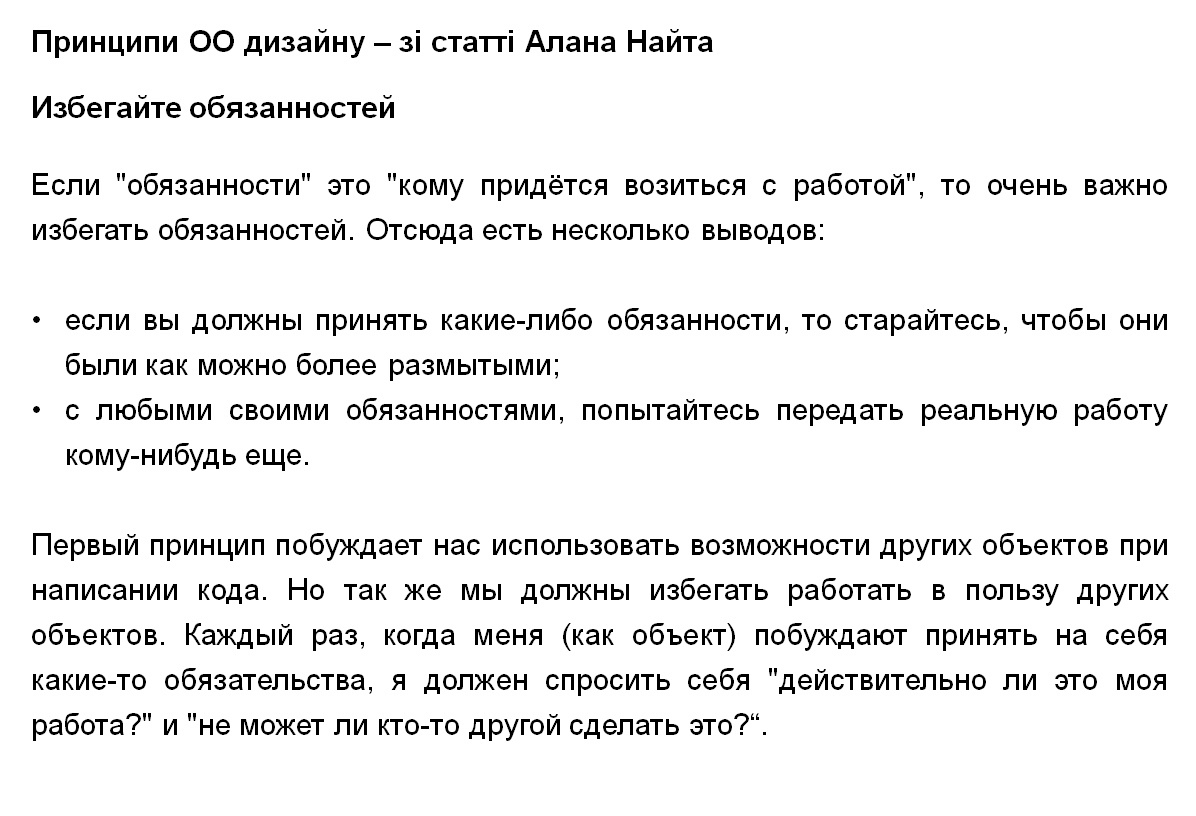 Принципи ОО дизайну – зі статті Алана Найта
Избегайте обязанностей
Если "обязанности" это "кому придётся возиться с работой", то очень важно
избегать обязанностей. Отсюда есть несколько выводов:
• если вы должны принять какие-либо обязанности, то старайтесь, чтобы они
были как можно более размытыми;
• с любыми своими обязанностями, попытайтесь передать реальную работу
кому-нибудь еще.
Первый принцип побуждает нас использовать возможности других объектов при
написании кода. Но так же мы должны избегать работать в пользу других
объектов. Каждый раз, когда меня (как объект) побуждают принять на себя
какие-то обязательства, я должен спросить себя "действительно ли это моя
работа?" и "не может ли кто-то другой сделать это?“.